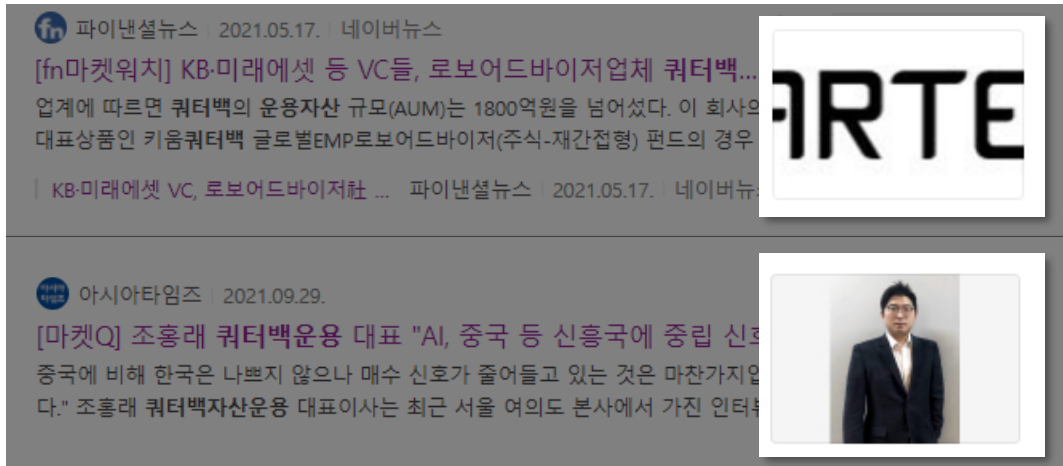 파이낸셜뉴스 2021.05.17. 네이버뉴스
[fn마켓워치] KB·미래에셋 등 VC들, 로보어드바이저업체 쿼터백...
업계에 따르면 쿼터백의 운용자산 규모(AUM)는 1800억원을 넘어섰다. 이 회사의
대표상품인 키움쿼터백 글로벌EMP로보어드바이저(주식-재간접형) 펀드의 경우
KB·미래에셋 VC, 로보어드바이저社 ... 파이낸셜뉴스 2021.05.17. 네이버뉴
ARTE
아시아타임즈 2021.09.29.
[마켓Q] 조홍래 쿼터백운용 대표 "AI, 중국 등 신흥국에 중립 신호
중국에 비해 한국은 나쁘지 않으나 매수 신호가 줄어들고 있는 것은 마찬가지입
다." 조홍래 쿼터백자산운용 대표이사는 최근 서울 여의도 본사에서 가진 인터뷰